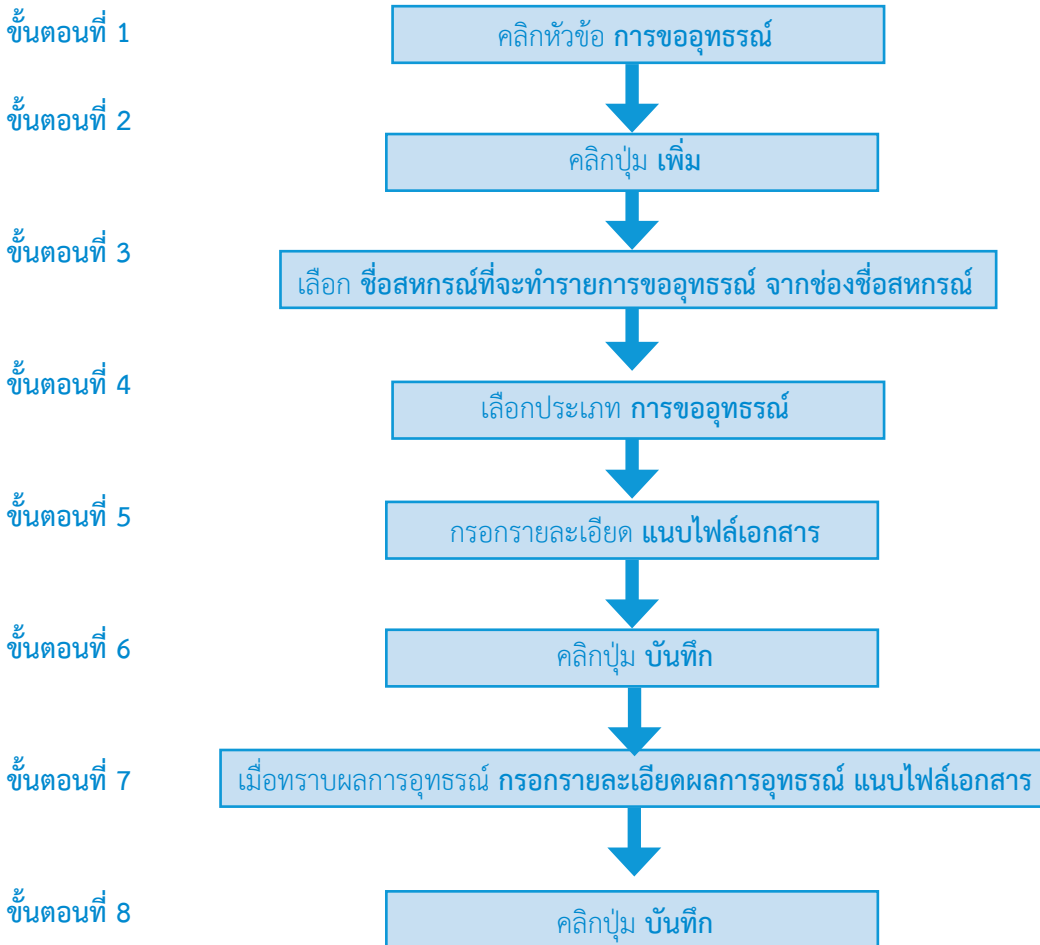 ขั้นตอนที่ 1
คลิกหัวข้อ การขออุทธรณ์
ขั้นตอนที่ 2
คลิกปุ่ม เพิ่ม
ขั้นตอนที่ 3
เลือก ชื่อสหกรณ์ที่จะทำรายการขออุทธรณ์ จากช่องชื่อสหกรณ์
ขั้นตอนที่ 4
เลือกประเภท การขออุทธรณ์
ขั้นตอนที่ 5
กรอกรายละเอียด แนบไฟล์เอกสาร
ขั้นตอนที่ 6
คลิกปุ่ม บันทึก
ขั้นตอนที่ 7
เมื่อทราบผลการอุทธรณ์ กรอกรายละเอียดผลการอุทธรณ์ แนบไฟล์เอกสาร
ขั้นตอนที่ 8
คลิกปุ่ม บันทึก